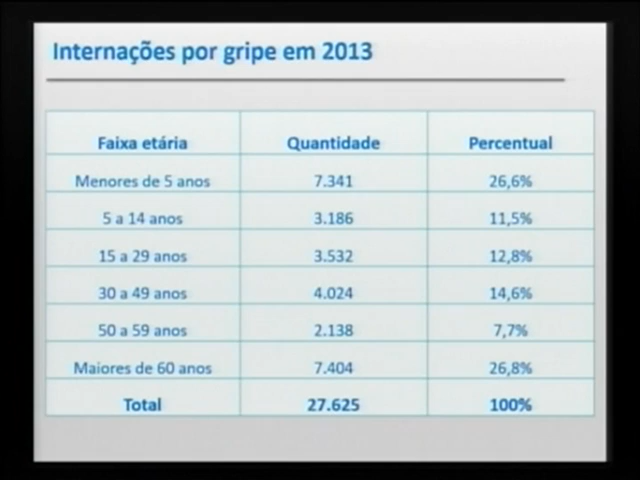 Internações por gripe em 2013
Faixa etária Quantidade Percentual
Menores de 5 anos 7.341 26,6%
5 a 14 anos 3.186 11,5%
15 a 29 anos 3.532 12,8%
30 a 49 anos 4.024 14,6%
50 a 59 anos 2.138 7,7%
Maiores de 60 anos 7.404 26,8%
Total 27.625 100%